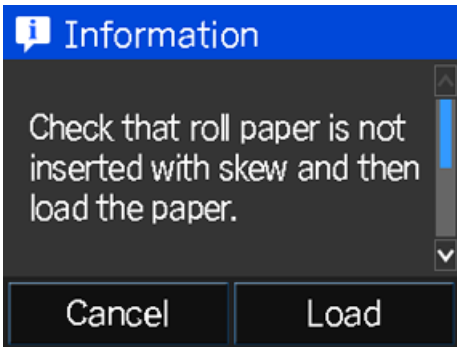 Information
Check that roll paper is not
inserted with skew and then
load the paper.
Cancel
Load